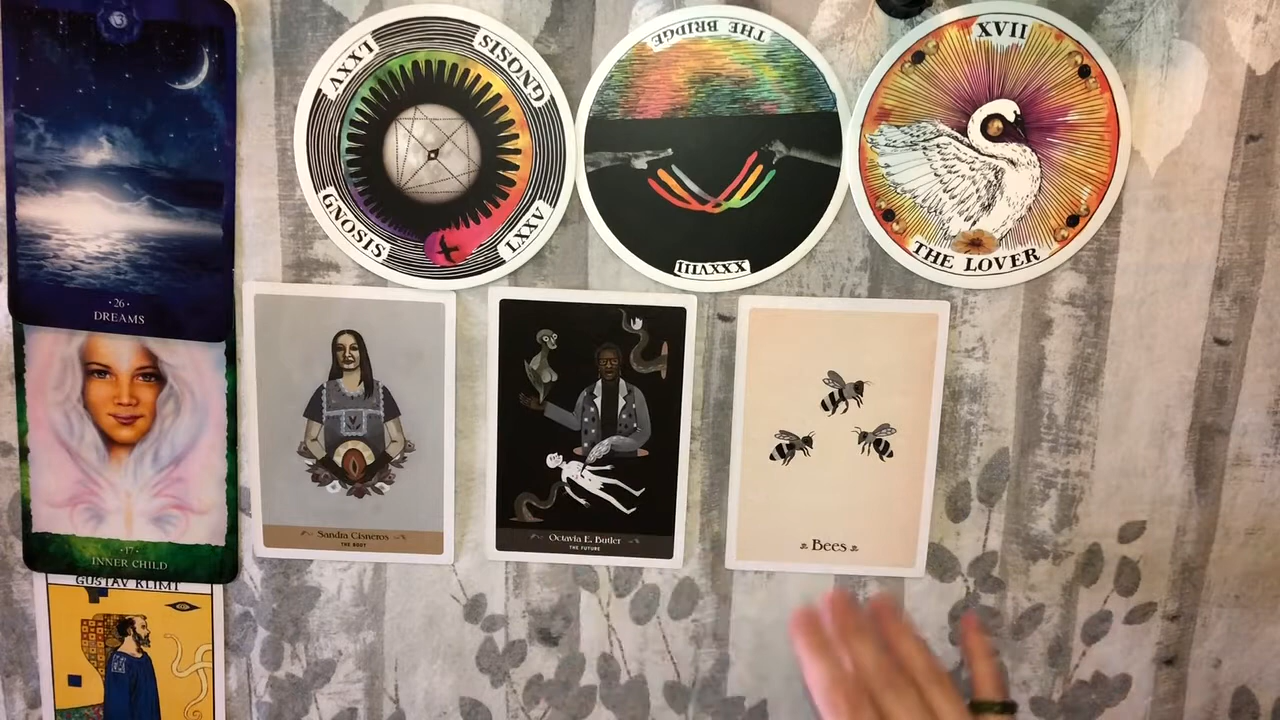 · 26 ·
DREAMS
· 17 ·
INNER CHILD
GUSTAV KLIMT
LXXV
GNOSIS
GNOSIS
LXXV
THE BRIDGE
XXXVIII
XVII
THE LOVER
Sandra Cisneros
THE BODY
Octavia E. Butler
THE FUTURE
Bees